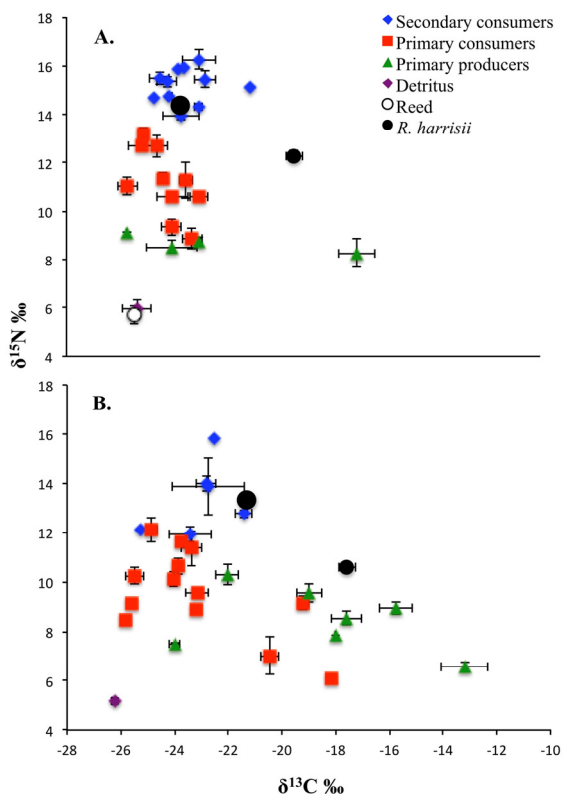 18
16
14
12
10
8
6
4
A.
Secondary consumers
Primary consumers
Primary producers
Detritus
Reed
R. harrisii
δ¹⁵N ‰
18
16
14
12
10
8
6
4
B.
-28 -26 -24 -22 -20 -18 -16 -14 -12 -10
δ¹³C ‰